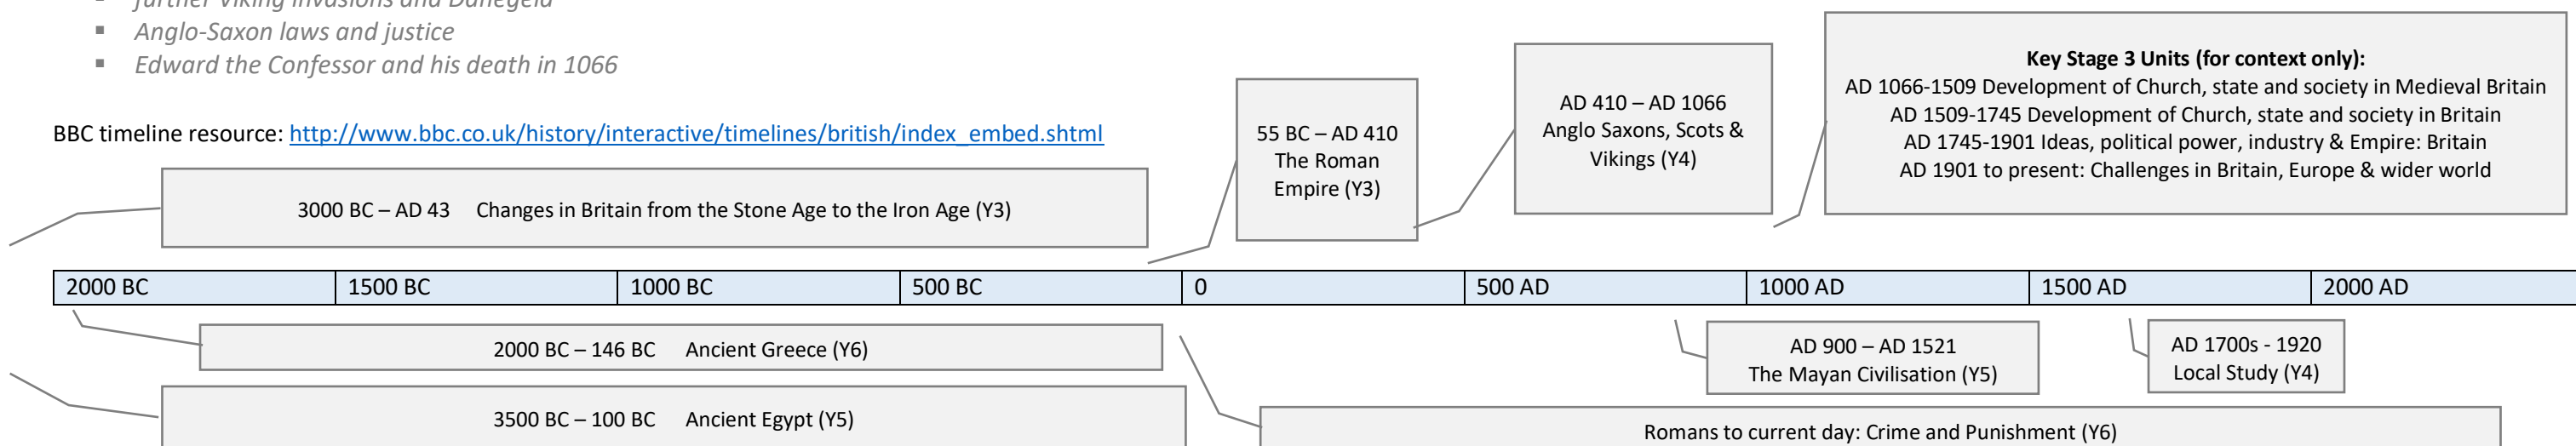 ▪ further Viking invasions and Danegeld
▪ Anglo-Saxon laws and justice
▪ Edward the Confessor and his death in 1066
BBC timeline resource: http://www.bbc.co.uk/history/interactive/timelines/british/index_embed.shtml
3000 BC – AD 43 Changes in Britain from the Stone Age to the Iron Age (Y3)
55 BC – AD 410
The Roman
Empire (Y3)
AD 410 – AD 1066
Anglo Saxons, Scots &
Vikings (Y4)
Key Stage 3 Units (for context only):
AD 1066-1509 Development of Church, state and society in Medieval Britain
AD 1509-1745 Development of Church, state and society in Britain
AD 1745-1901 Ideas, political power, industry & Empire: Britain
AD 1901 to present: Challenges in Britain, Europe & wider world
2000 BC 1500 BC 1000 BC 500 BC 0 500 AD 1000 AD 1500 AD 2000 AD
2000 BC – 146 BC Ancient Greece (Y6)
AD 900 – AD 1521
The Mayan Civilisation (Y5)
AD 1700s - 1920
Local Study (Y4)
3500 BC – 100 BC Ancient Egypt (Y5)
Romans to current day: Crime and Punishment (Y6)